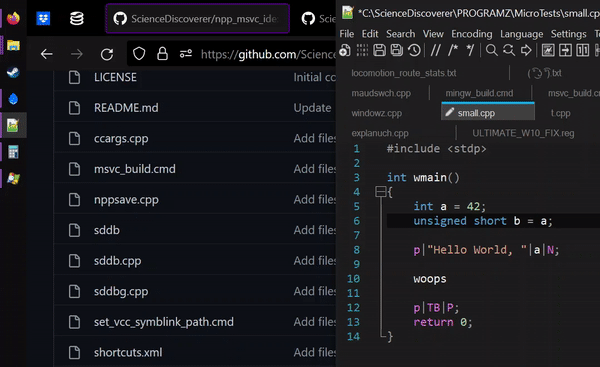 ScienceDiscoverer/npp_msvc_ide.
Sc
https://github.com/Scienc
LICENSE
Initial co
README.md
Update
ccargs.cpp
Add files
msvc_build.cmd
Add files
nppsave.cpp
Add files
sddb
Add files
sddb.cpp
Add files
sddbg.cpp
Add files
set_vcc_symblink_path.cmd
Add files
shortcuts.xml
Add files
*C:\ScienceDiscoverer\PROGRAMZ\MicroTests\small.cp
File Edit Search View Encoding Language Settings T
locomotion_route_stats.txt
maudswch.cpp mingw_build.cmd msvc_build.cm
windowz.cpp small.cpp t.cpp
explanuch.cpp ULTIMATE_W10_FIX.reg
1 #include <stdp>
2
3 int wmain()
4 {
5 int a = 42;
6 unsigned short b = a;
7
8 p|"Hello World, "|a|N;
9
10 woops
11
12 p|TB|P;
13 return 0;
14 }